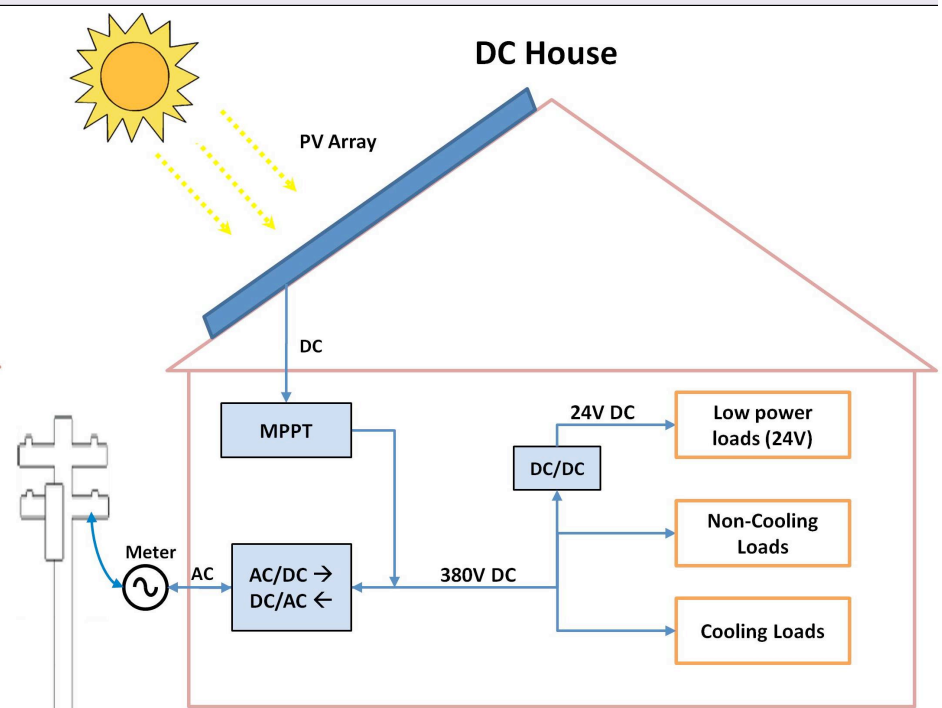 DC House
PV Array
DC
MPPT
24V DC
Low power
loads (24V)
DC/DC
Non-Cooling
Loads
Meter
AC
AC/DC →
DC/AC ←
380V DC
Cooling Loads